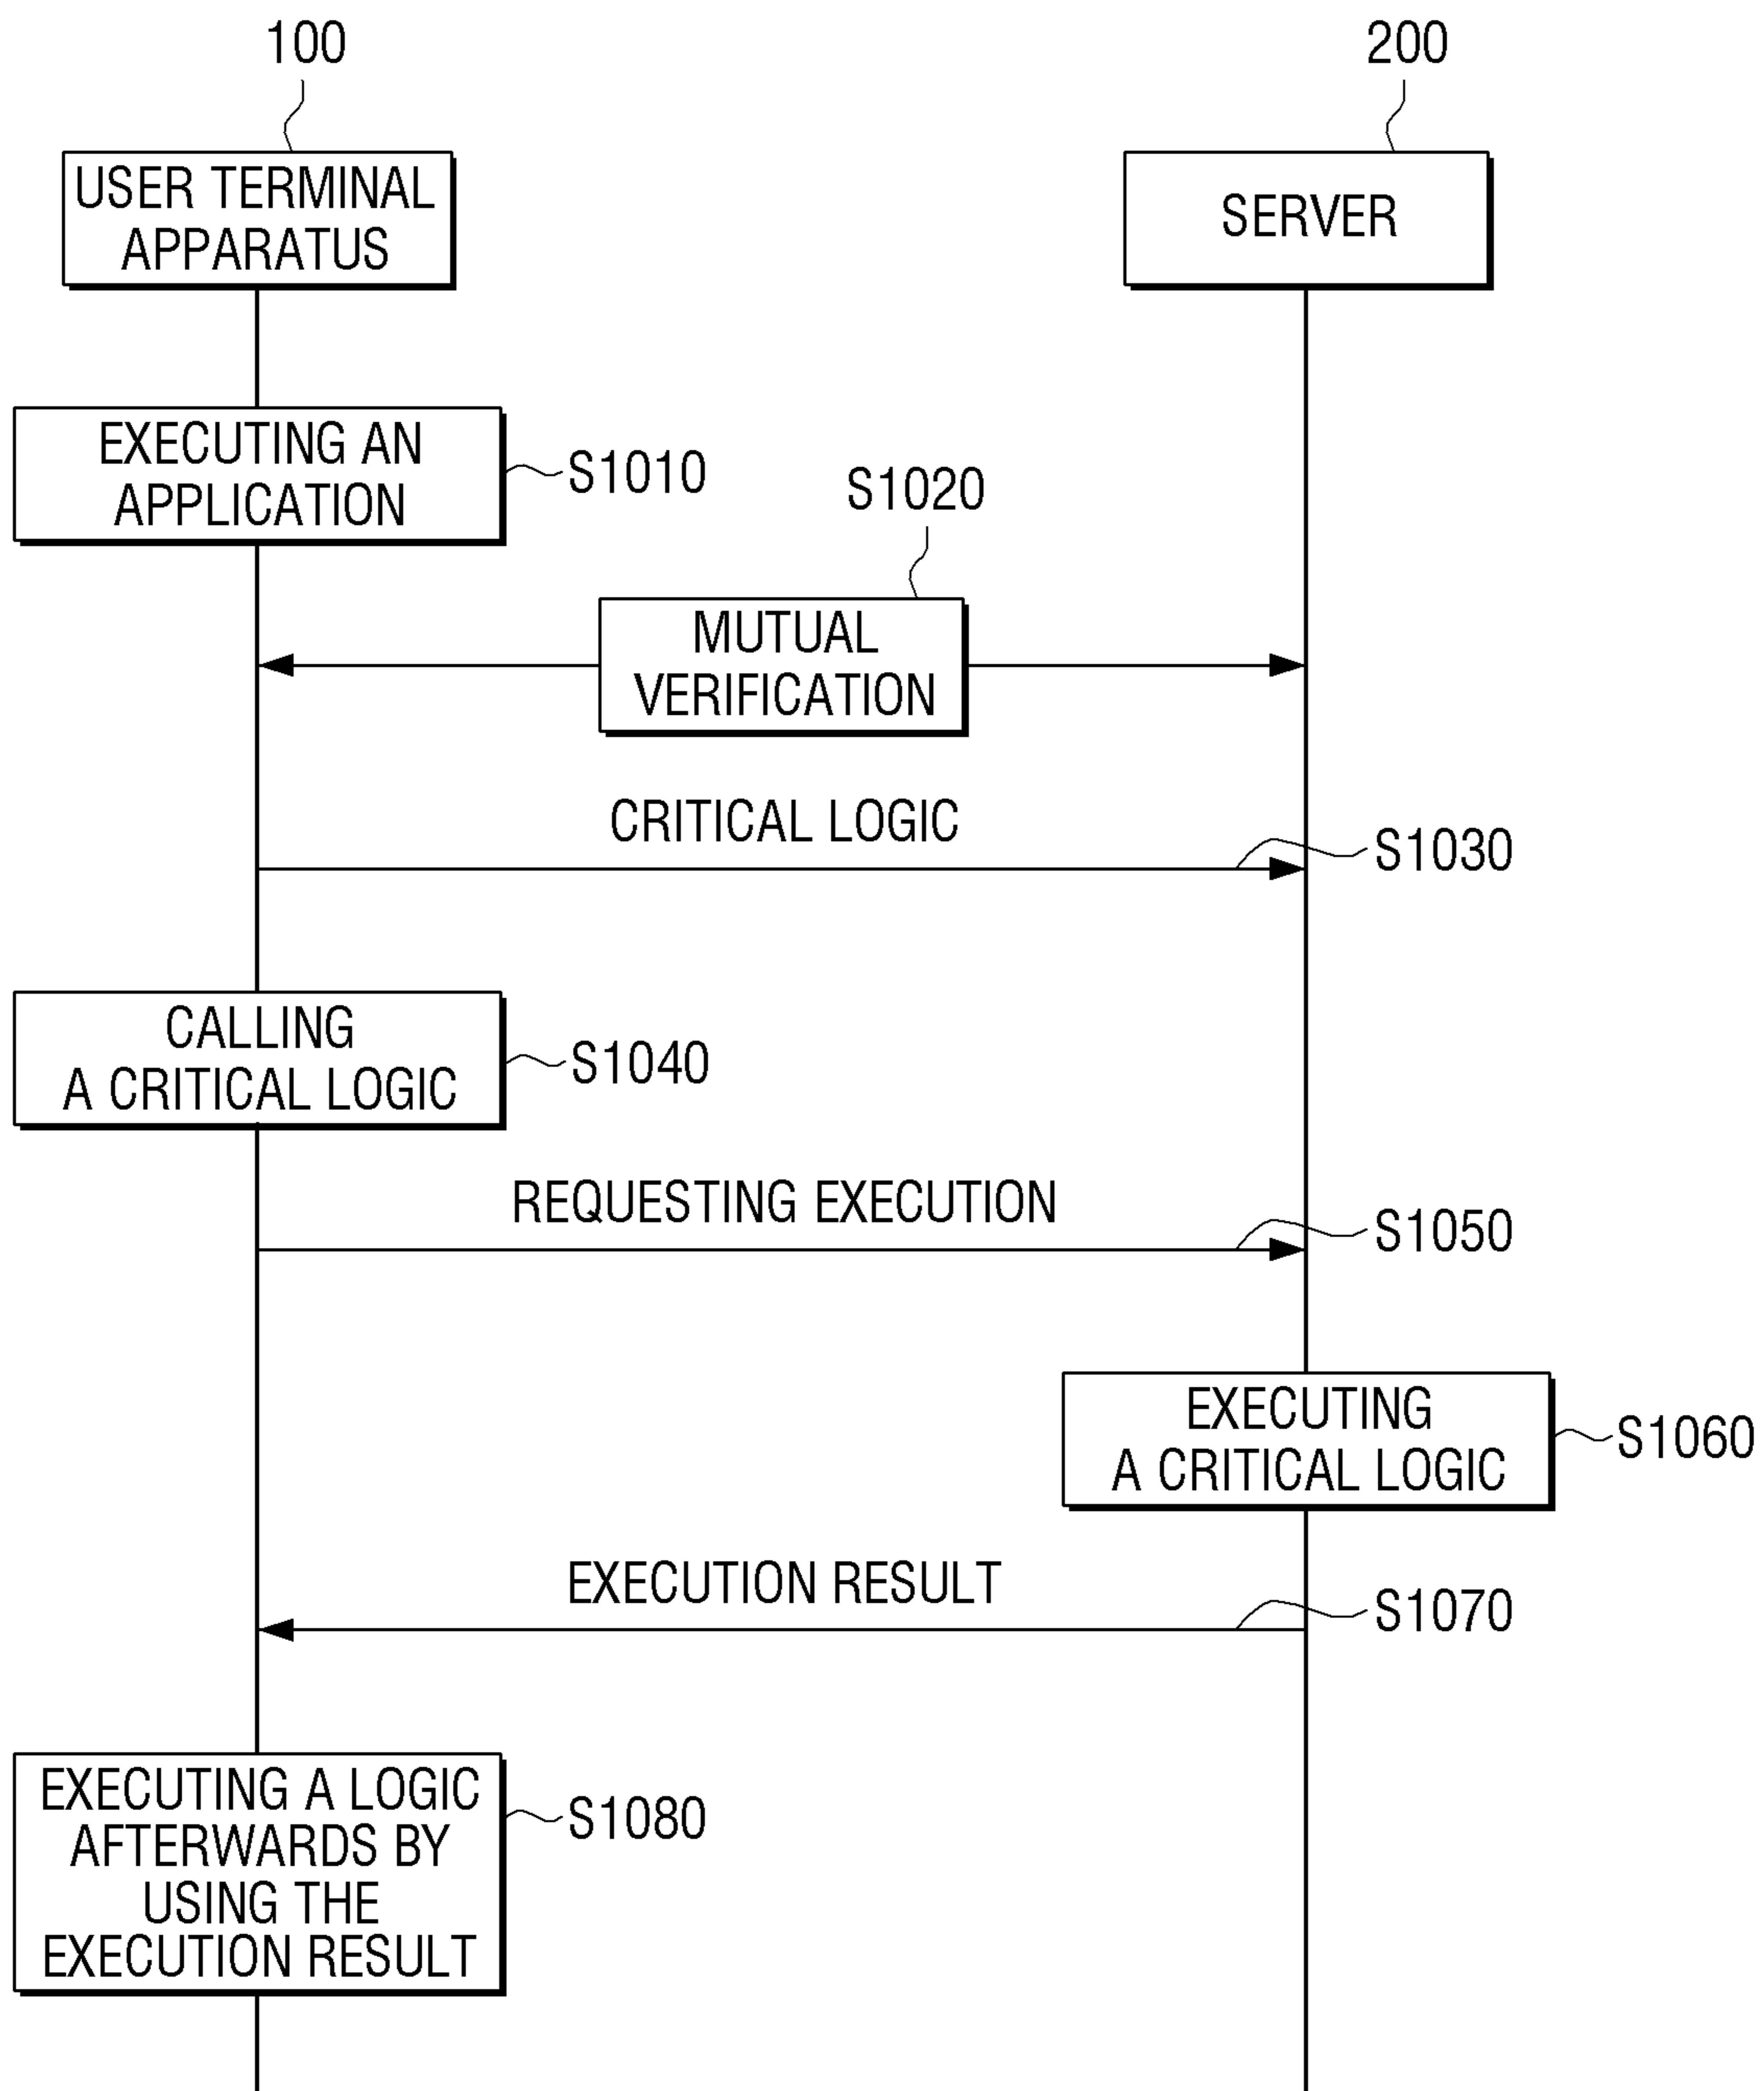 100
200
USER TERMINAL
APPARATUS
SERVER
EXECUTING AN
APPLICATION
S1010
S1020
MUTUAL
VERIFICATION
CRITICAL LOGIC
S1030
CALLING
A CRITICAL LOGIC
S1040
REQUESTING EXECUTION
S1050
EXECUTING
A CRITICAL LOGIC
S1060
EXECUTION RESULT
S1070
EXECUTING A LOGIC
AFTERWARDS BY
USING THE
EXECUTION RESULT
S1080